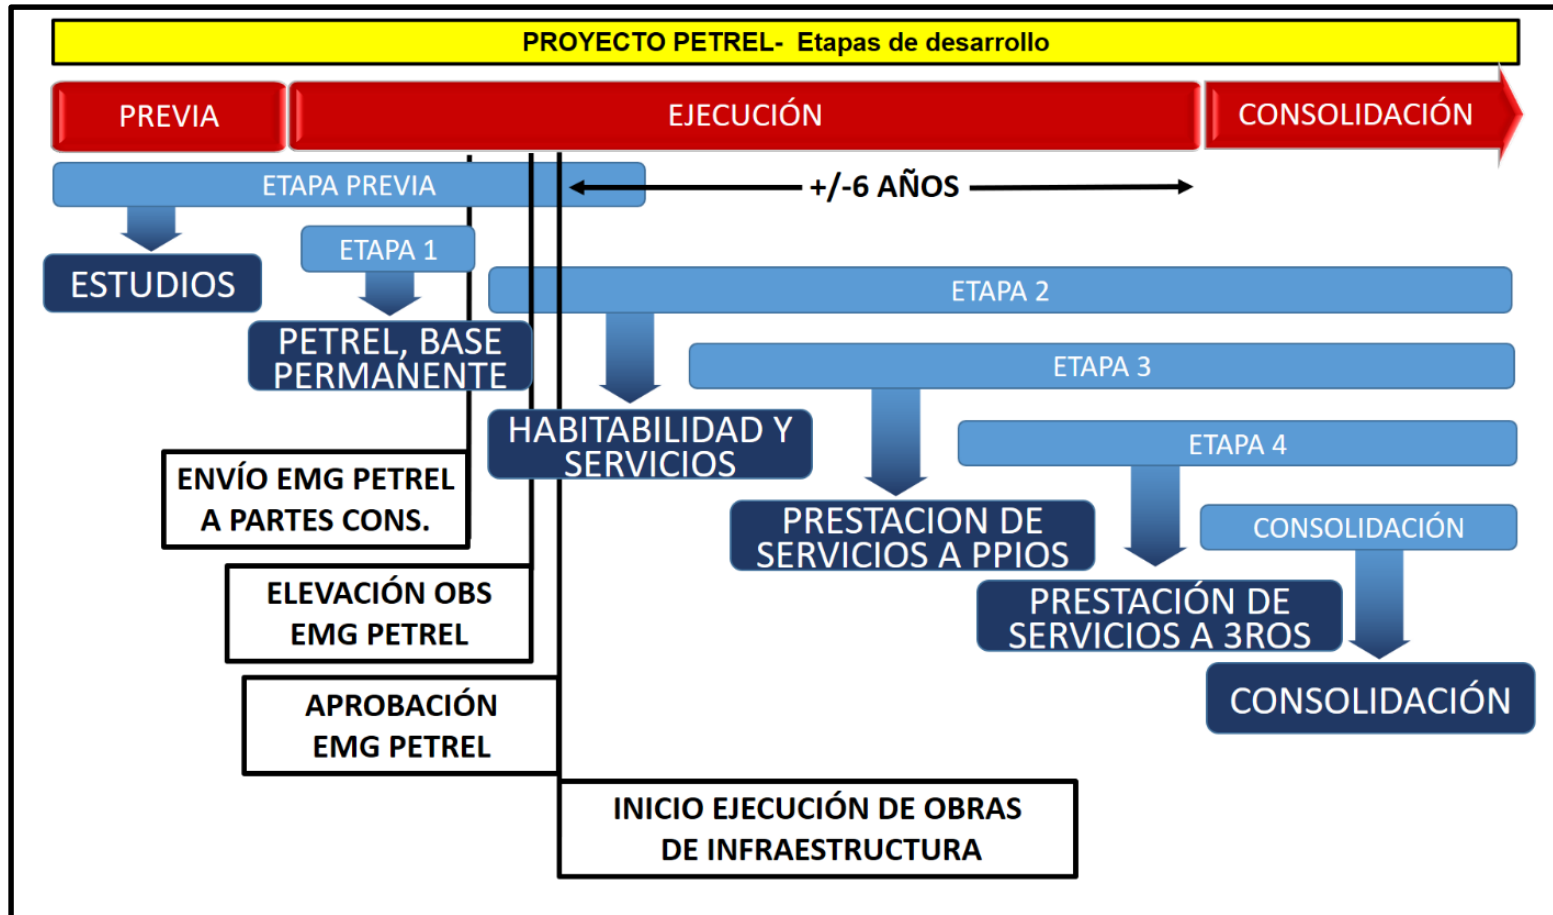 PROYECTO PETREL-  Etapas de desarrollo
PREVIA
EJECUCIÓN
CONSOLIDACIÓN
ETAPA PREVIA
+/-6 AÑOS
ESTUDIOS
ETAPA 1
ETAPA 2
PETREL, BASE
PERMANENTE
ETAPA 3
HABITABILIDAD Y
SERVICIOS
ETAPA 4
ENVÍO EMG PETREL
A PARTES CONS.
PRESTACION DE
SERVICIOS A PPIOS
CONSOLIDACIÓN
ELEVACIÓN OBS
EMG PETREL
PRESTACIÓN DE
SERVICIOS A 3ROS
APROBACIÓN
EMG PETREL
CONSOLIDACIÓN
INICIO EJECUCIÓN DE OBRAS
DE INFRAESTRUCTURA